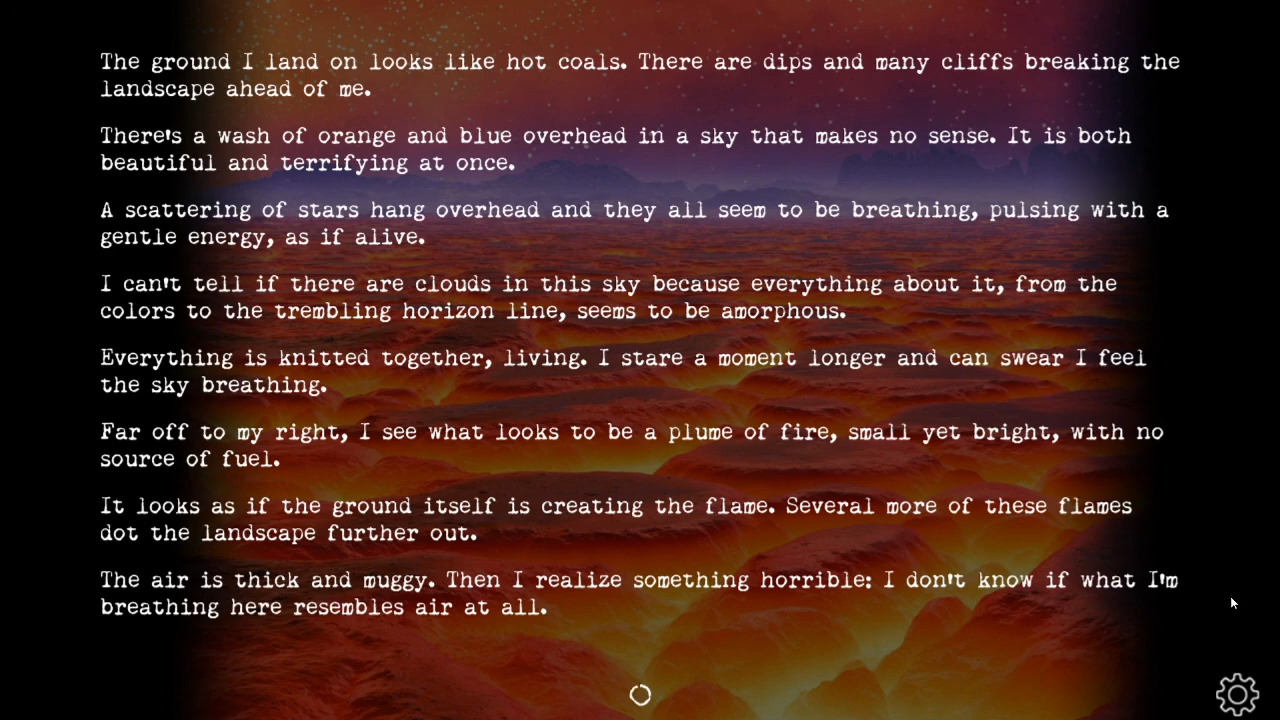 The ground I land on looks like hot coals. There are dips and many cliffs breaking the
landscape ahead of me.
There's a wash of orange and blue overhead in a sky that makes no sense. It is both
beautiful and terrifying at once.
A scattering of stars hang overhead and they all seem to be breathing, pulsing with a
gentle energy, as if alive.
I can't tell if there are clouds in this sky because everything about it, from the
colors to the trembling horizon line, seems to be amorphous.
Everything is knitted together, living. I stare a moment longer and can swear I feel
the sky breathing.
Far off to my right, I see what looks to be a plume of fire, small yet bright, with no
source of fuel.
It looks as if the ground itself is creating the flame. Several more of these flames
dot the landscape further out.
The air is thick and muggy. Then I realize something horrible: I don't know if what I'm
breathing here resembles air at all.